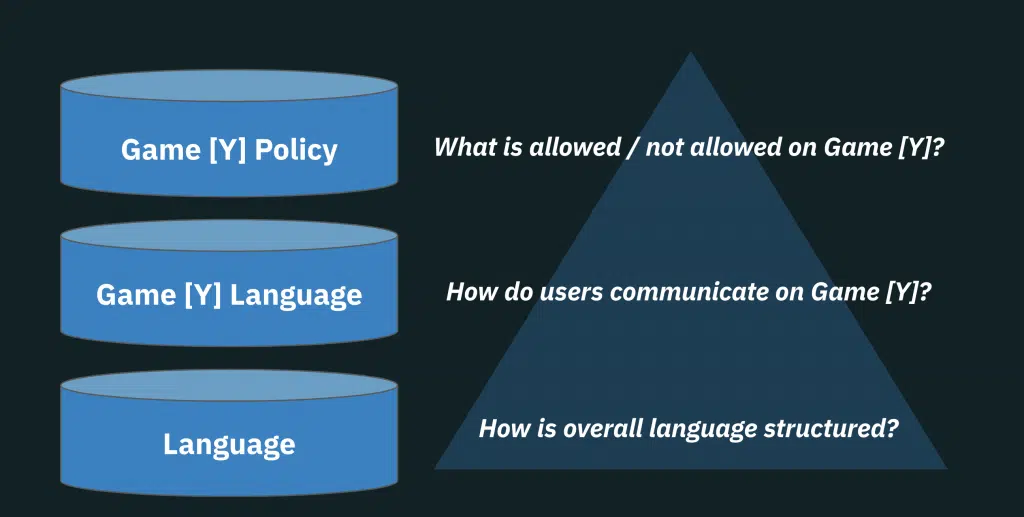 Game [Y] Policy
What is allowed / not allowed on Game [Y]?
Game [Y] Language
How do users communicate on Game [Y]?
Language
How is overall language structured?